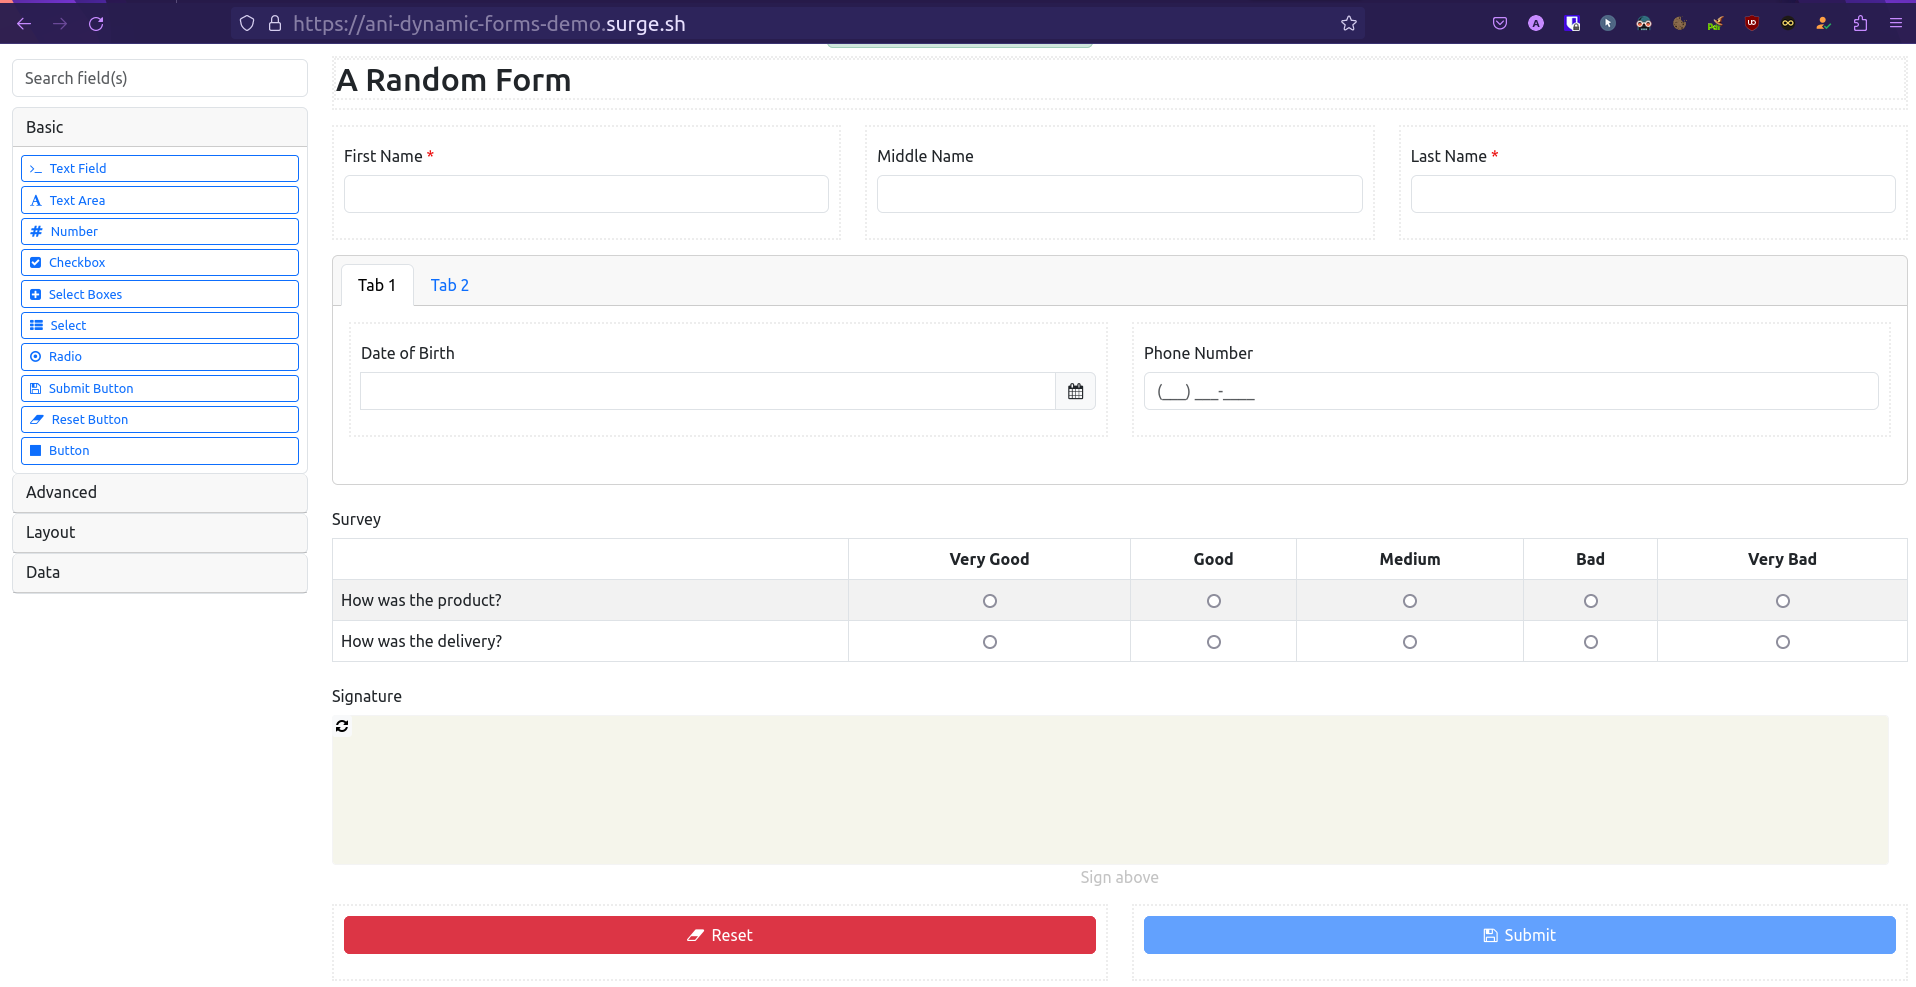 https://ani-dynamic-forms-demo.surge.sh
Search field(s)
Basic
Text Field
Text Area
Number
Checkbox
Select Boxes
Select
Radio
Submit Button
Reset Button
Button
Advanced
Layout
Data
A Random Form
First Name * Middle Name Last Name *
Tab 1 Tab 2
Date of Birth Phone Number
(___) ___-____
Survey
Very Good Good Medium Bad Very Bad
How was the product?
How was the delivery?
Signature
Sign above
Reset Submit